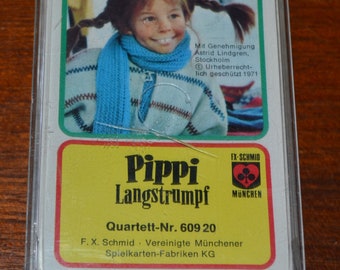 Mit Genehmigung
Astrid Lindgren,
Stockholm
© Urheberrecht-
lich geschützt 1971
Pippi
Langstrumpf
FX-SCHMID
MÜNCHEN
Quartett-Nr. 609 20
F. X. Schmid - Vereinigte Münchener
Spielkarten-Fabriken KG